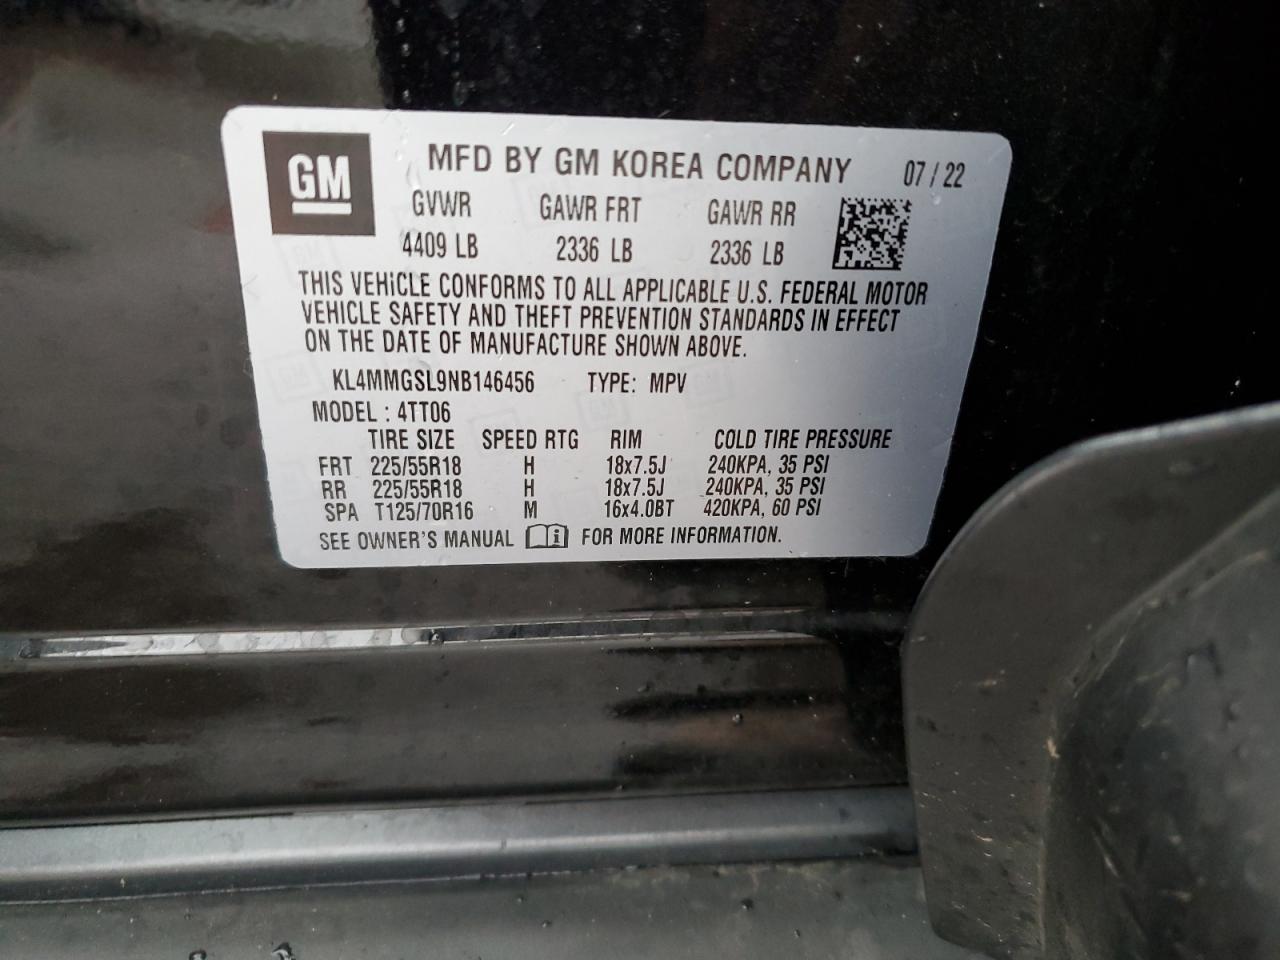 GM
MFD BY GM KOREA COMPANY 07 / 22
GVWR GAWR FRT GAWR RR
4409 LB 2336 LB 2336 LB
THIS VEHICLE CONFORMS TO ALL APPLICABLE U.S. FEDERAL MOTOR
VEHICLE SAFETY AND THEFT PREVENTION STANDARDS IN EFFECT
ON THE DATE OF MANUFACTURE SHOWN ABOVE.
KL4MMGSL9NB146456 TYPE: MPV
MODEL : 4TT06
TIRE SIZE SPEED RTG RIM COLD TIRE PRESSURE
FRT 225/55R18 H 18x7.5J 240KPA, 35 PSI
RR 225/55R18 H 18x7.5J 240KPA, 35 PSI
SPA T125/70R16 M 16x4.0BT 420KPA, 60 PSI
SEE OWNER'S MANUAL i FOR MORE INFORMATION.